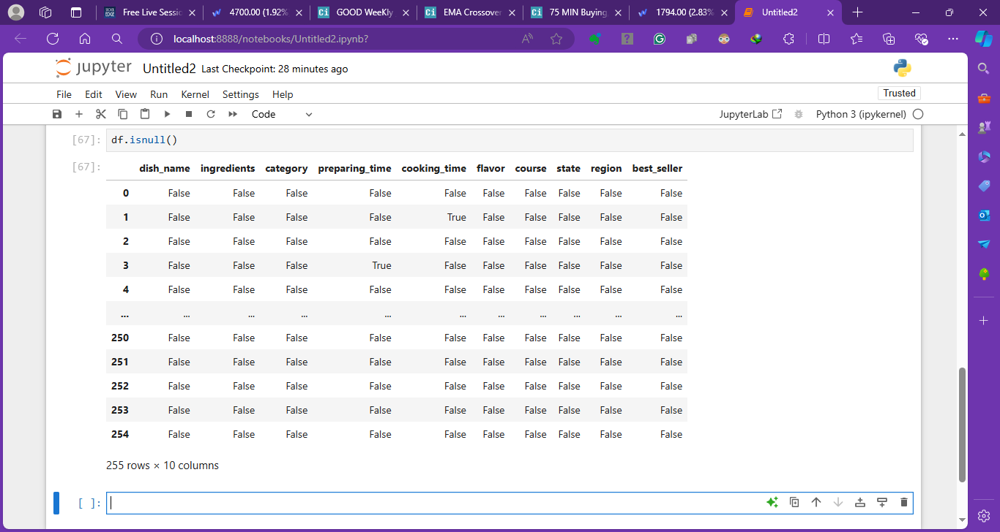 Free Live Sessic
4700.00 (1.92%
GOOD WeeKly
EMA Crossover
75 MIN Buying
1794.00 (2.83%
Untitled2
localhost:8888/notebooks/Untitled2.ipynb?
jupyter Untitled2 Last Checkpoint: 28 minutes ago
File Edit View Run Kernel Settings Help
Trusted
Code
JupyterLab
Python 3 (ipykernel)
[67]: df.isnull()
[67]:
dish_name ingredients category preparing_time cooking_time flavor course state region best_seller
0 False False False False False False False False False False
1 False False False False True False False False False False
2 False False False False False False False False False False
3 False False False True False False False False False False
4 False False False False False False False False False False
... ... ... ... ... ... ... ... ... ... ...
250 False False False False False False False False False False
251 False False False False False False False False False False
252 False False False False False False False False False False
253 False False False False False False False False False False
254 False False False False False False False False False False
255 rows × 10 columns
[ ]: